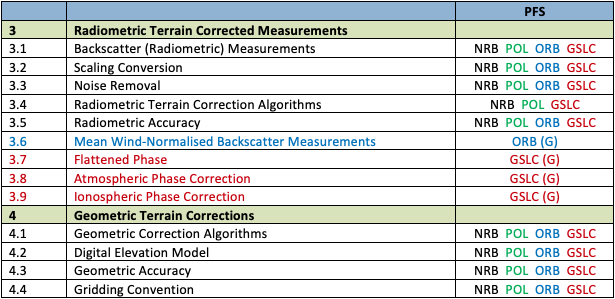 PFS
3 Radiometric Terrain Corrected Measurements
3.1 Backscatter (Radiometric) Measurements NRB POL ORB GSLC
3.2 Scaling Conversion NRB POL ORB GSLC
3.3 Noise Removal NRB POL ORB GSLC
3.4 Radiometric Terrain Correction Algorithms NRB POL GSLC
3.5 Radiometric Accuracy NRB POL ORB GSLC
3.6 Mean Wind-Normalised Backscatter Measurements ORB (G)
3.7 Flattened Phase GSLC (G)
3.8 Atmospheric Phase Correction GSLC (G)
3.9 Ionospheric Phase Correction GSLC (G)
4 Geometric Terrain Corrections
4.1 Geometric Correction Algorithms NRB POL ORB GSLC
4.2 Digital Elevation Model NRB POL ORB GSLC
4.3 Geometric Accuracy NRB POL ORB GSLC
4.4 Gridding Convention NRB POL ORB GSLC